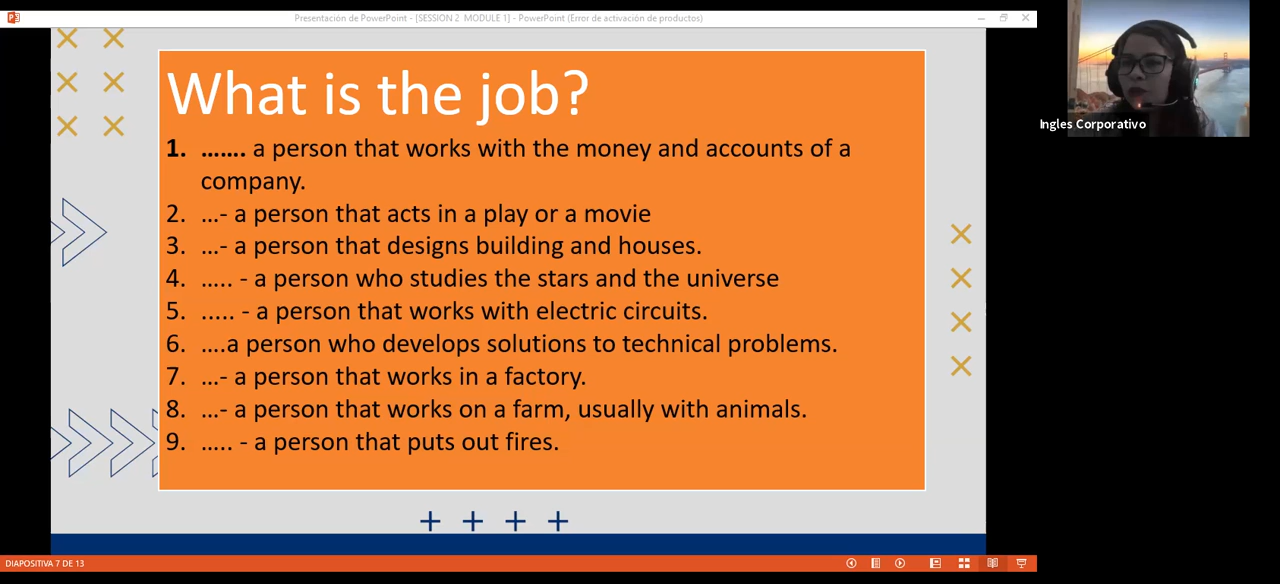 Presentación de PowerPoint - [SESSION 2 MODULE 1] - PowerPoint (Error de activación de productos)
Ingles Corporativo
What is the job?
1. ....... a person that works with the money and accounts of a
company.
2. ...- a person that acts in a play or a movie
3. ...- a person that designs building and houses.
4. ..... - a person who studies the stars and the universe
5. ..... - a person that works with electric circuits.
6. ....a person who develops solutions to technical problems.
7. ...- a person that works in a factory.
8. ...- a person that works on a farm, usually with animals.
9. ..... - a person that puts out fires.
DIAPOSITIVA 7 DE 13